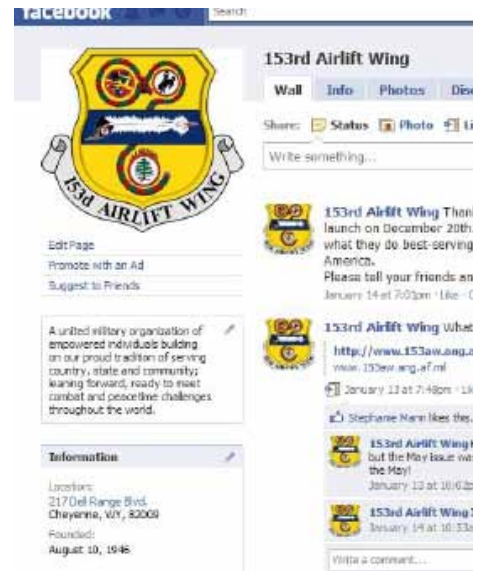 facebook
Search
153rd Airlift Wing
Wall Info Photos
Share: Status Photo
Write something...
153d AIRLIFT WING
Edit Page
Promote with an Ad
Suggest to Friends
A united military organization of
empowered individuals building
on our proud tradition of serving
country, state and community;
leaning forward, ready to meet
combat and peacetime challenges
throughout the world.
Information
Location:
217 Dell Range Blvd.
Cheyenne, WY, 82009
Founded:
August 10, 1946
153rd Airlift Wing
launch on December 20th.
what they do best-serving
America.
Please tell your friends an
January 14 at 7:01pm · Like ·
153rd Airlift Wing What
http://www.153aw.ang.a
www.153aw.ang.af.mil
January 13 at 7:48pm ·
Stephanie Mann likes this.
153rd Airlift Wing
but the May issue wa
the May!
January 13 at
153rd Airlift Wing
January 14 at
Write a comment...